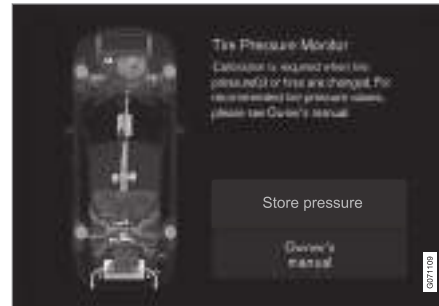 Tire Pressure Monitor
Calibration is required when tire
pressure(s) or tires are changed. For
recommended tire pressure values,
please see Owner's manual.
Store pressure
Owner's
manual
G071109